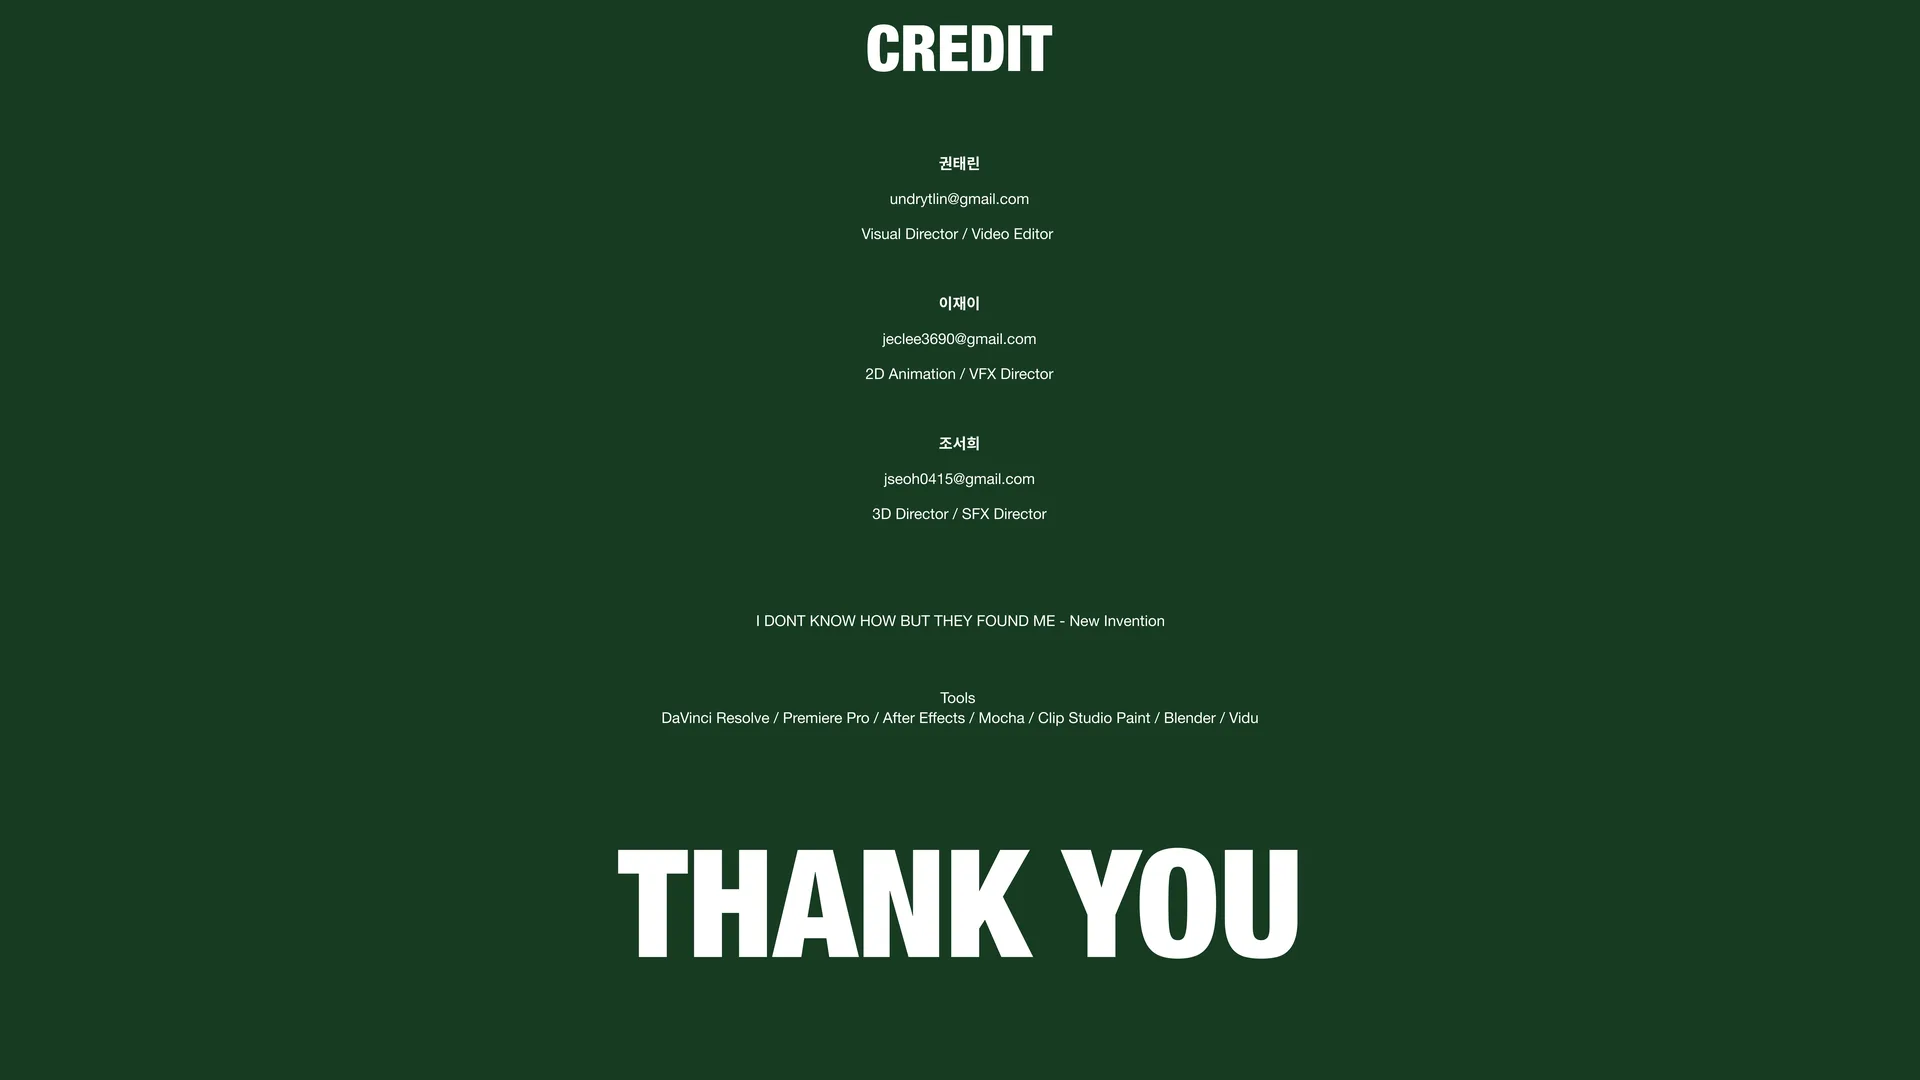 CREDIT
권태린
undrytlin@gmail.com
Visual Director / Video Editor
이재이
jeclee3690@gmail.com
2D Animation / VFX Director
조서희
jseoh0415@gmail.com
3D Director / SFX Director
I DONT KNOW HOW BUT THEY FOUND ME - New Invention
Tools
DaVinci Resolve / Premiere Pro / After Effects / Mocha / Clip Studio Paint / Blender / Vidu
THANK YOU